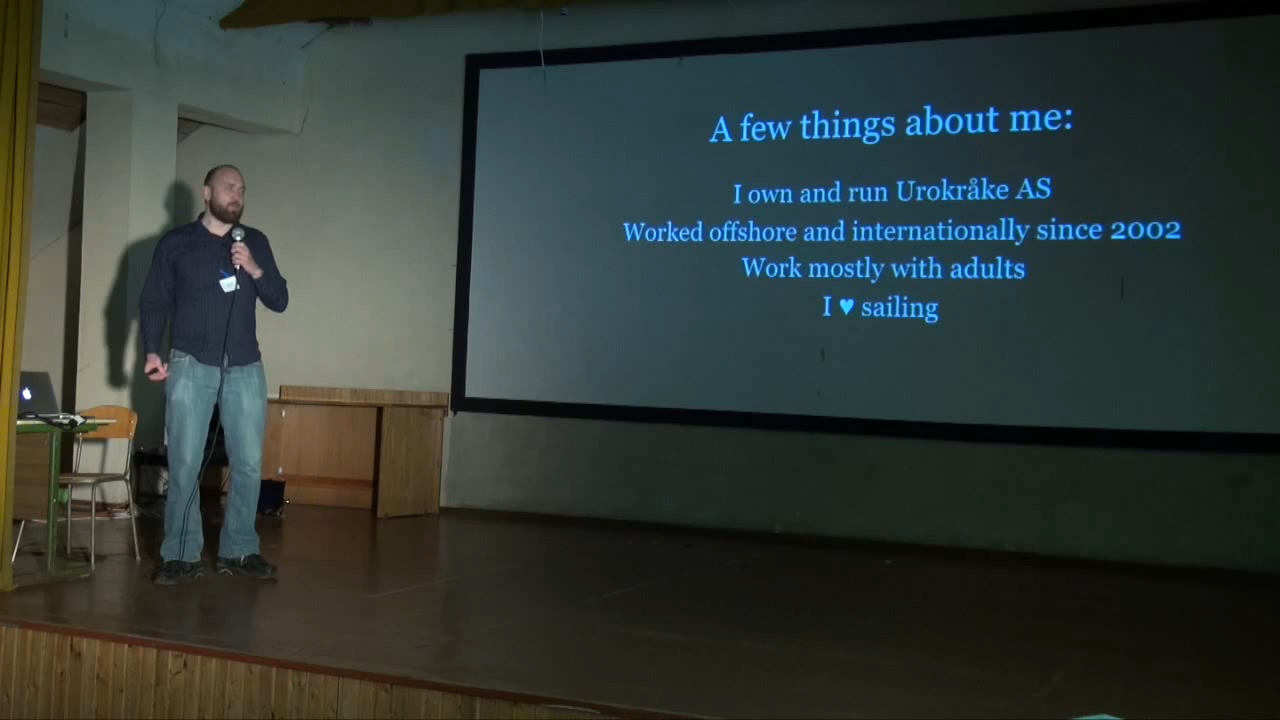 A few things about me:
I own and run Urokråke AS
Worked offshore and internationally since 2002
Work mostly with adults
I ♥ sailing